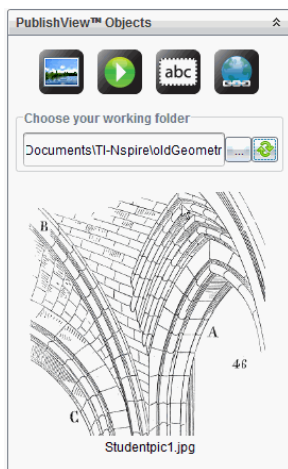 PublishView™ Objects
abc
Choose your working folder
Documents\TI-Nspire\oldGeometr
...
B
A
46
C
Studentpic1.jpg